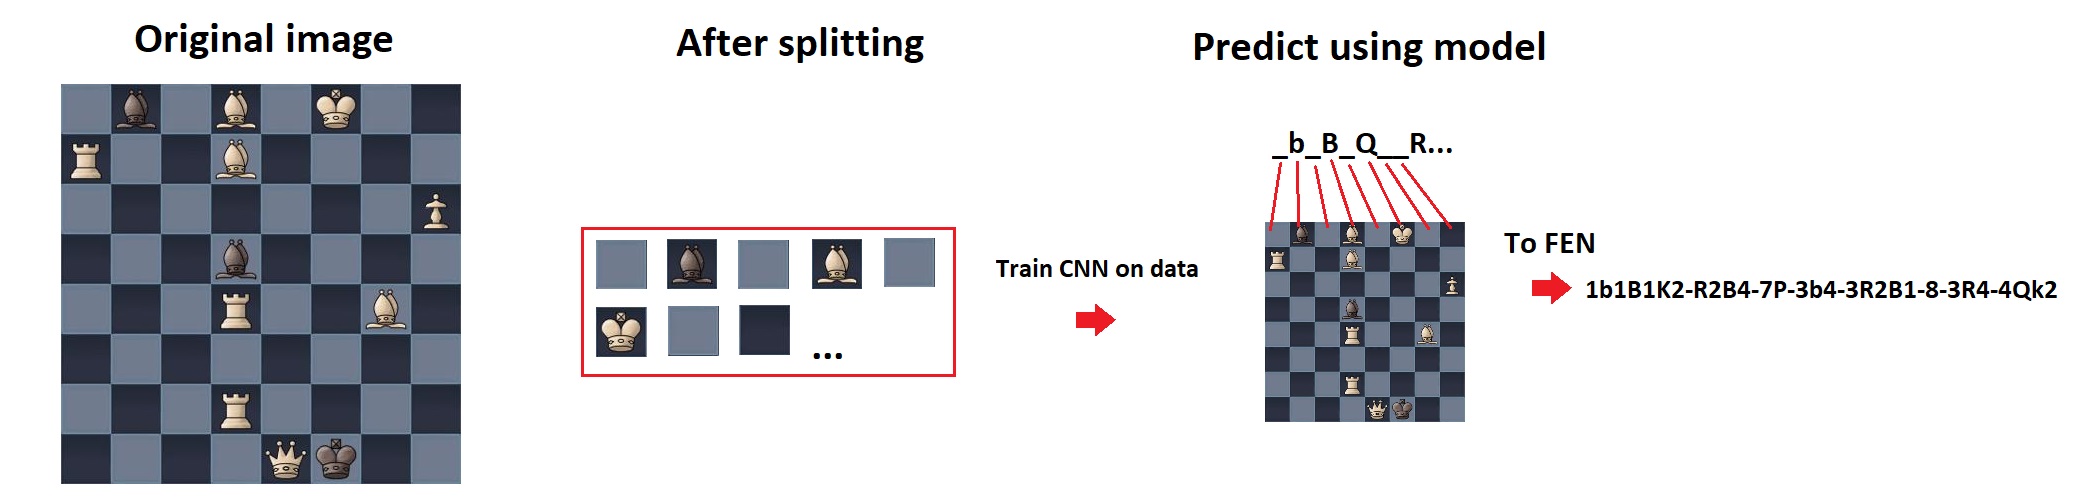 Original image
After splitting
Predict using model
_b_B_Q__R...
Train CNN on data
...
To FEN
1b1B1K2-R2B4-7P-3b4-3R2B1-8-3R4-4Qk2